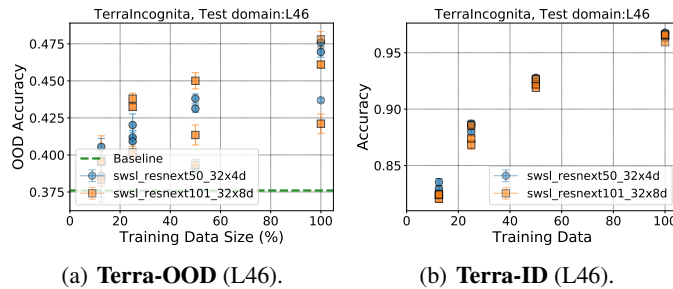 TerraIncognita, Test domain:L46
OOD Accuracy
0.475
0.450
0.425
0.400
0.375
Baseline
swsl_resnext50_32x4d
swsl_resnext101_32x8d
0 20 40 60 80 100
Training Data Size (%)
(a) Terra-OOD (L46).
TerraIncognita, Test domain:L46
Accuracy
0.95
0.90
0.85
swsl_resnext50_32x4d
swsl_resnext101_32x8d
0 20 40 60 80 100
Training Data
(b) Terra-ID (L46).